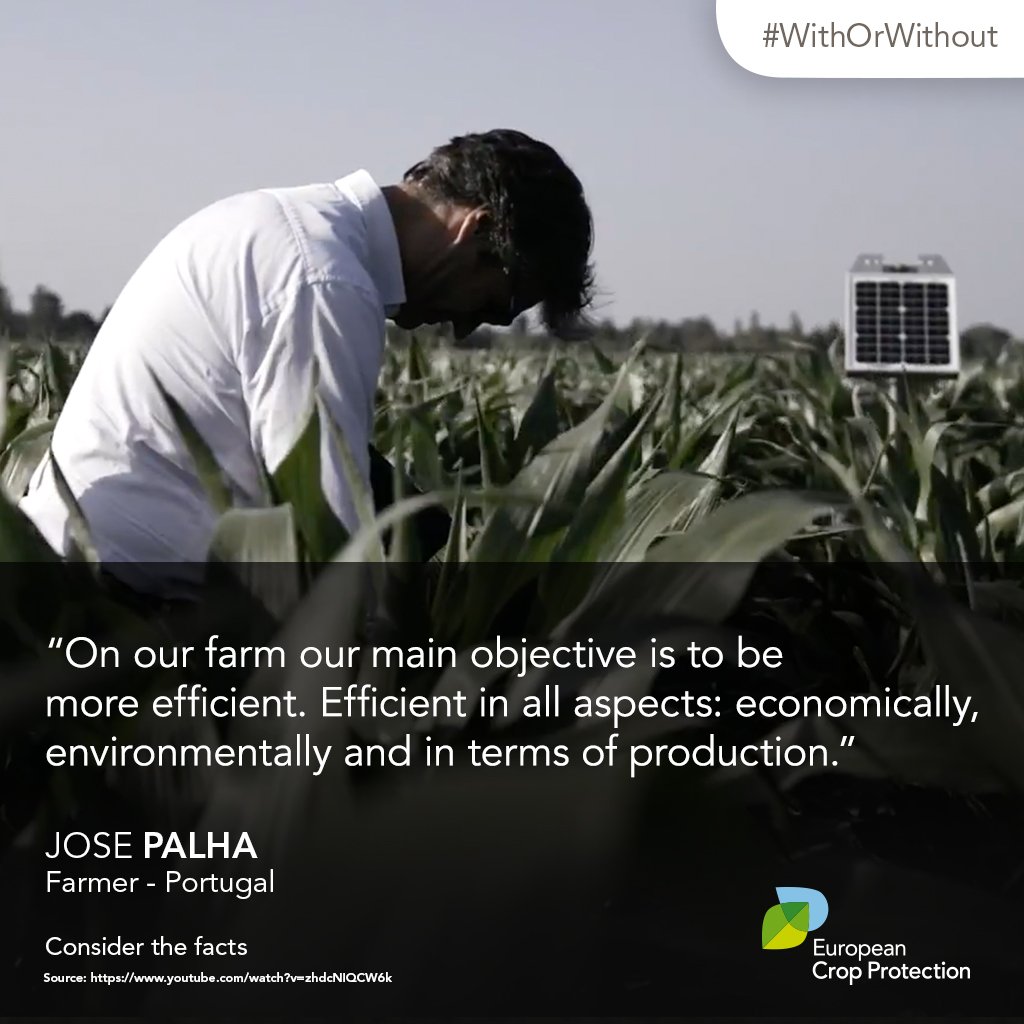 #WithOrWithout
“On our farm our main objective is to be
more efficient. Efficient in all aspects: economically,
environmentally and in terms of production.”
JOSE PALHA
Farmer - Portugal
Consider the facts
Source: https://www.youtube.com/watch?v=zhdcNIQCW6k
European
Crop Protection